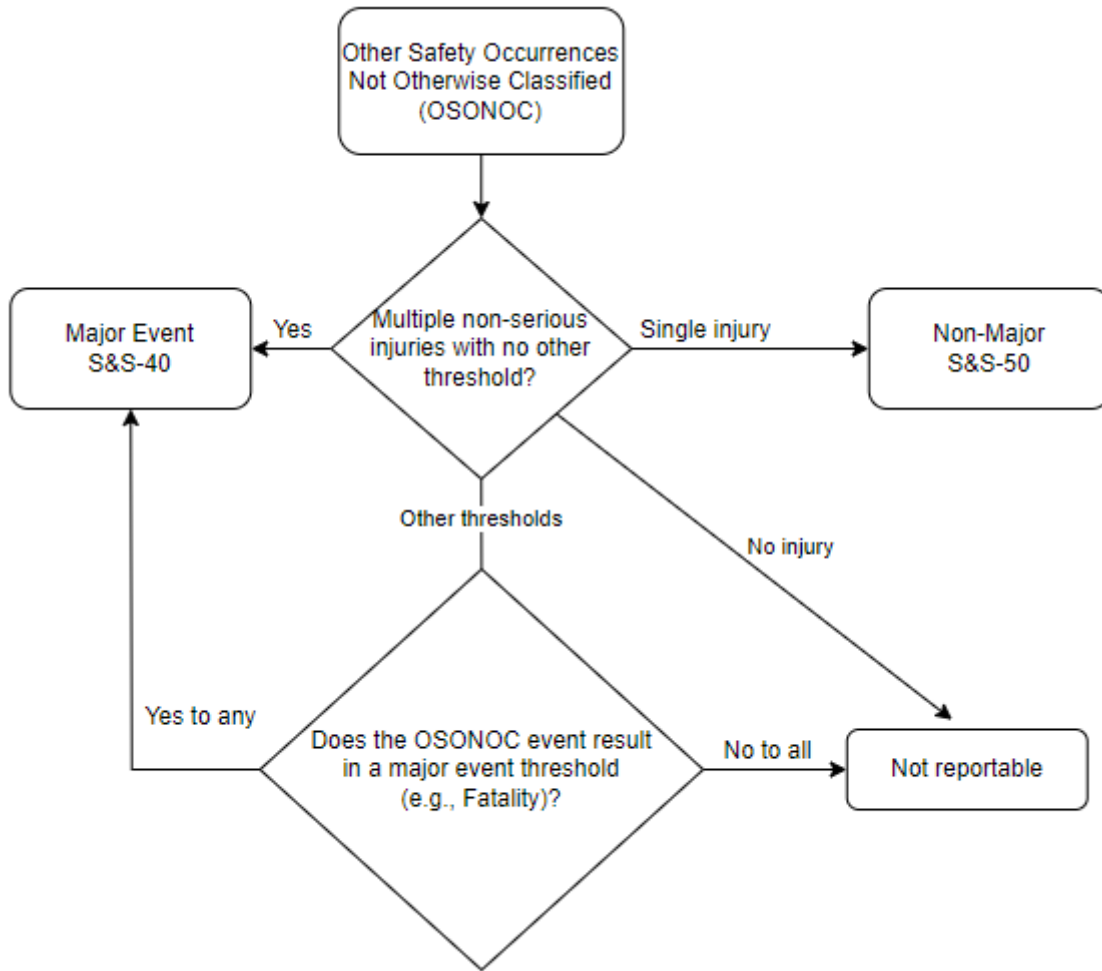 Other Safety Occurrences
Not Otherwise Classified
(OSONOC)
Major Event
S&S-40
Yes
Multiple non-serious
injuries with no other
threshold?
Single injury
Non-Major
S&S-50
Other thresholds
No injury
Yes to any
Does the OSONOC event result
in a major event threshold
(e.g., Fatality)?
No to all
Not reportable